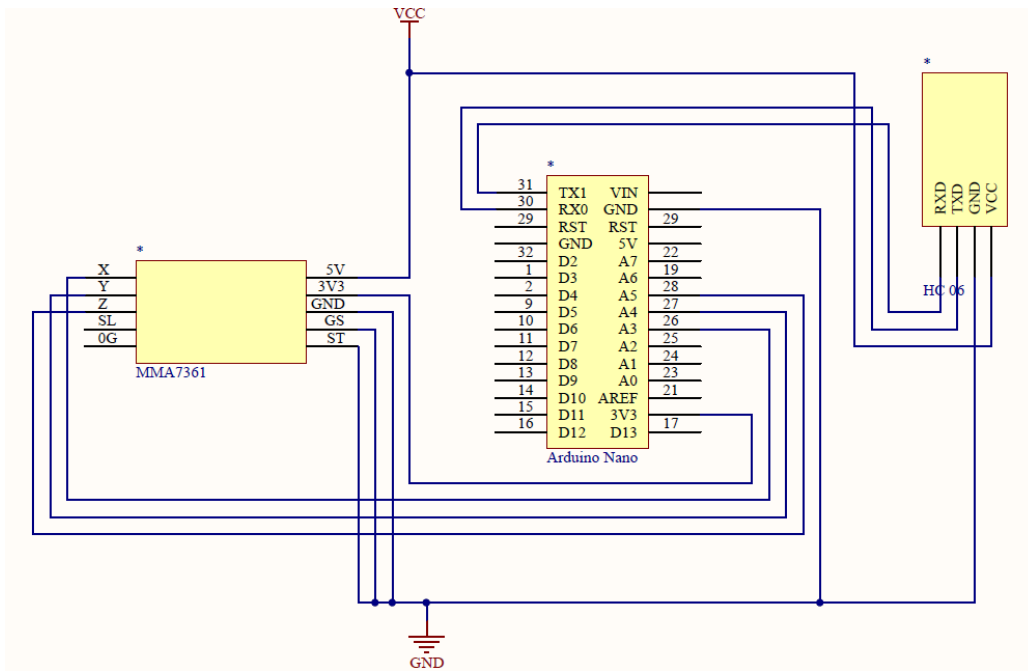 VCC
*
RXD
TXD
GND
VCC
HC 06
*
31 TX1 VIN
30 RX0 GND
29 RST RST 29
GND 5V
32 D2 A7 22
1 D3 A6 19
2 D4 A5 28
9 D5 A4 27
10 D6 A3 26
11 D7 A2 25
12 D8 A1 24
13 D9 A0 23
14 D10 AREF 21
15 D11 3V3
16 D12 D13 17
Arduino Nano
*
X 5V
Y 3V3
Z GND
SL GS
0G ST
MMA7361
GND